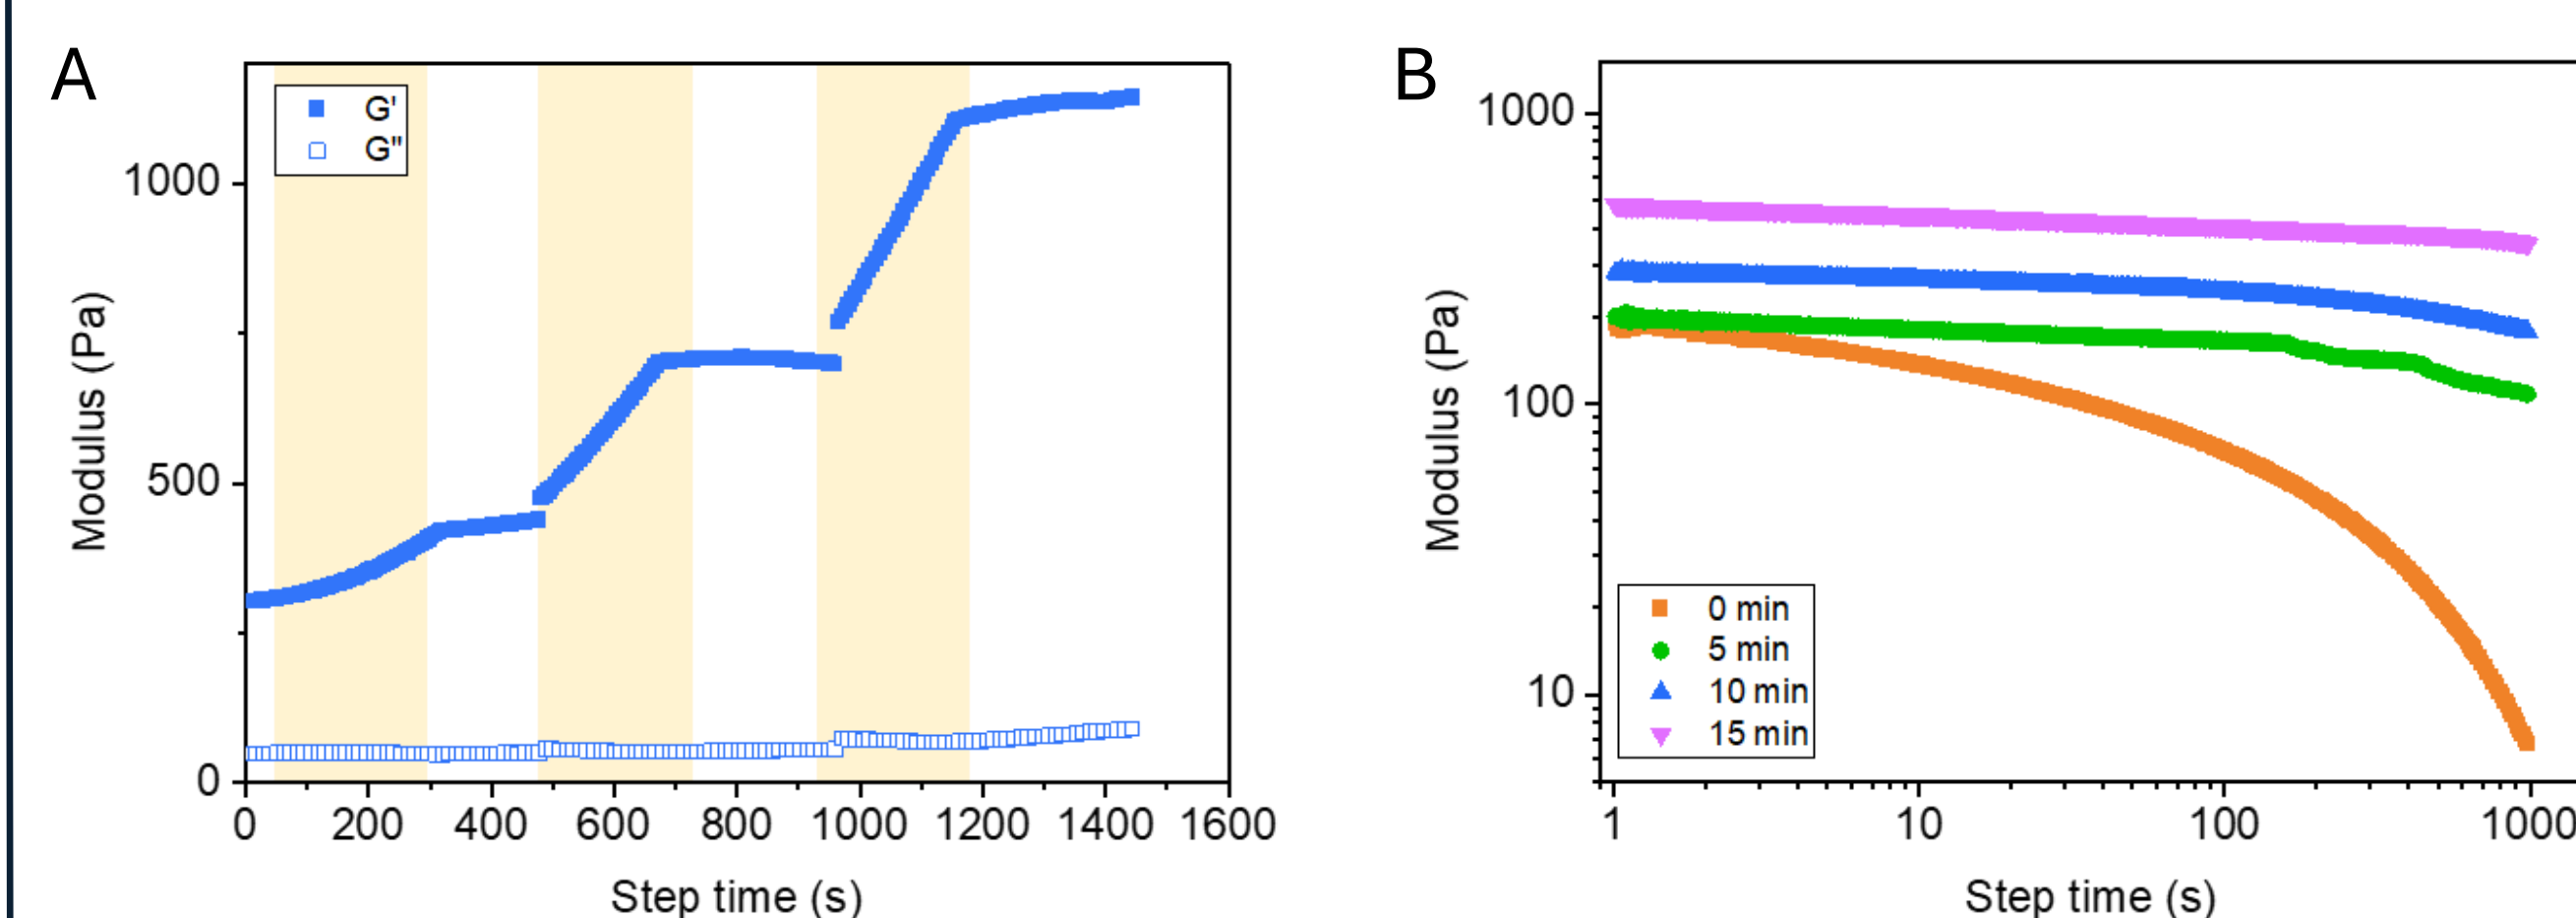 A
G'
G"
1000
500
0
Modulus (Pa)
0 200 400 600 800 1000 1200 1400 1600
Step time (s)
B
1000
100
10
Modulus (Pa)
0 min
5 min
10 min
15 min
1 10 100 1000
Step time (s)